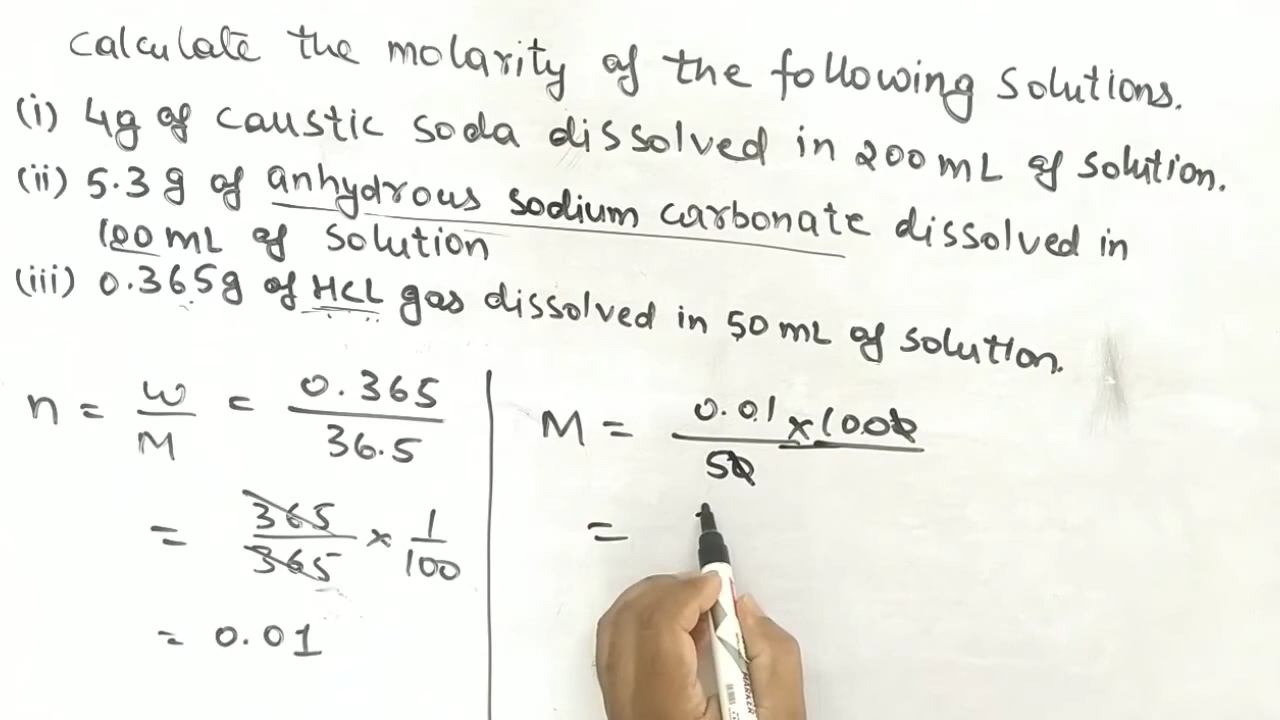 calculate the molarity of the following solutions.
(i) 4g of caustic soda dissolved in 200mL of solution.
(ii) 5.3 g of anhydrous sodium carbonate dissolved in
100 mL of solution
(iii) 0.365g of HCL gas dissolved in 50 mL of solution.
n = w/M = 0.365/36.5
= 365/365 × 1/100
= 0.01
M = 0.01 × 1000/50
=
MARKER